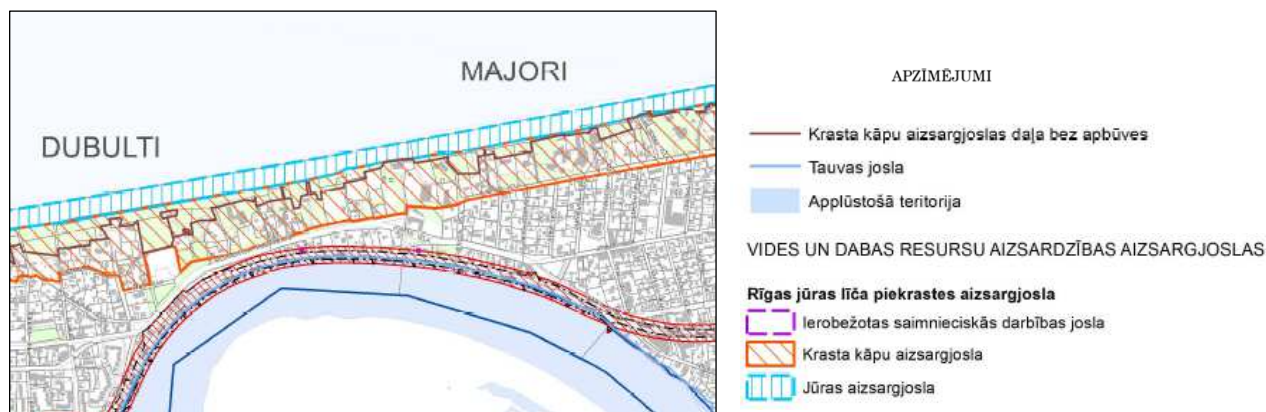 MAJORI
DUBULTI
APZĪMĒJUMI
Krasta kāpu aizsargjoslas daļa bez apbūves
Tauvas josla
Applūstošā teritorija
VIDES UN DABAS RESURSU AIZSARDZĪBAS AIZSARGJOSLAS
Rīgas jūras līča piekrastes aizsargjosla
Ierobežotas saimnieciskās darbības josla
Krasta kāpu aizsargjosla
Jūras aizsargjosla